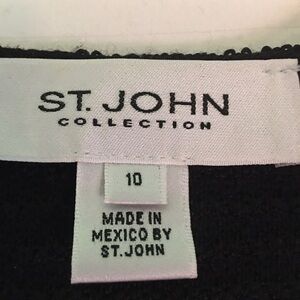 ST. JOHN
COLLECTION
10
MADE IN
MEXICO BY
ST. JOHN